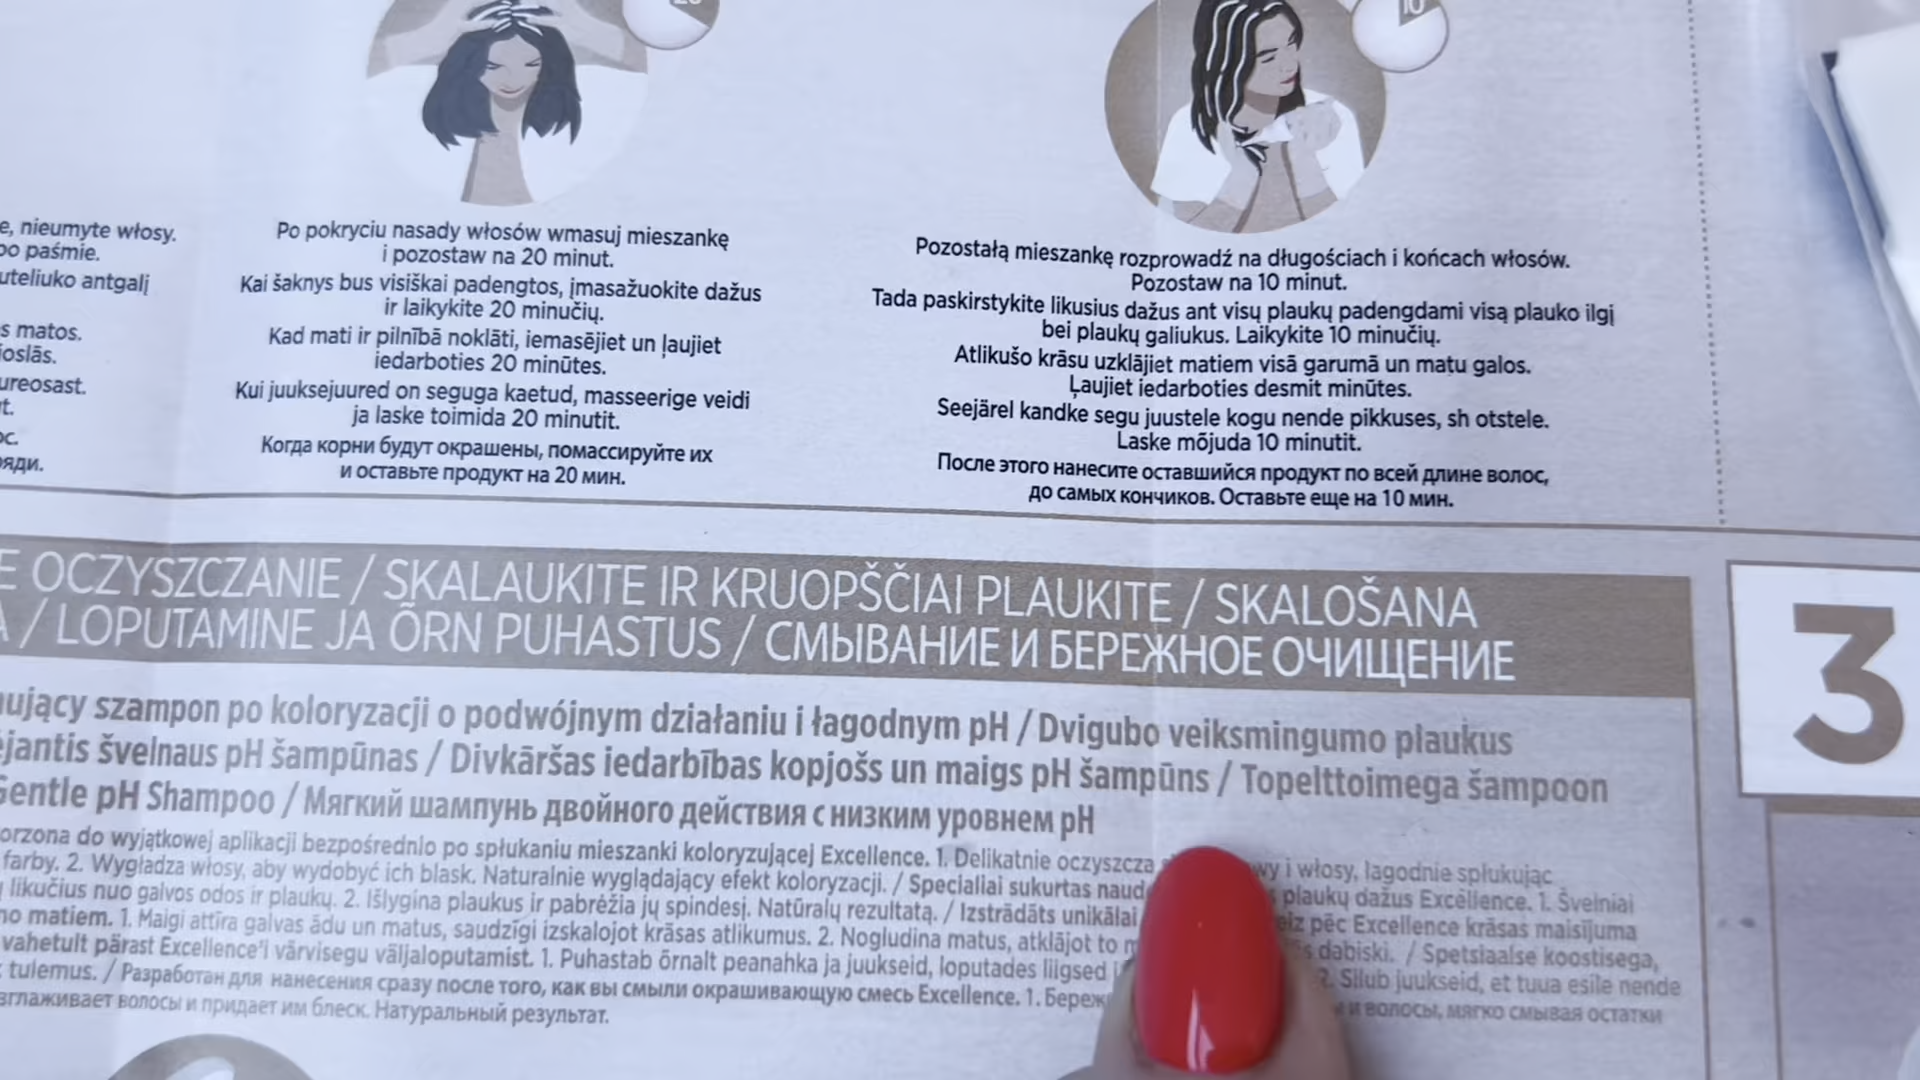 10
e, nieumyte włosy.
po paśmie.
uteliuko antgalį
s matos.
ioslās.
ureosast.
t.
ос.
ряди.
Po pokryciu nasady włosów wmasuj mieszankę
i pozostaw na 20 minut.
Kai šaknys bus visiškai padengtos, įmasažuokite dažus
ir laikykite 20 minučių.
Kad mati ir pilnībā noklāti, iemasējiet un ļaujiet
iedarboties 20 minūtes.
Kui juuksejuured on seguga kaetud, masseerige veidi
ja laske toimida 20 minutit.
Когда корни будут окрашены, помассируйте их
и оставьте продукт на 20 мин.
Pozostałą mieszankę rozprowadź na długościach i końcach włosów.
Pozostaw na 10 minut.
Tada paskirstykite likusius dažus ant visų plaukų padengdami visą plauko ilgį
bei plaukų galiukus. Laikykite 10 minučių.
Atlikušo krāsu uzklājiet matiem visā garumā un matu galos.
Ļaujiet iedarboties desmit minūtes.
Seejärel kandke segu juustele kogu nende pikkuses, sh otstele.
Laske mõjuda 10 minutit.
После этого нанесите оставшийся продукт по всей длине волос,
до самых кончиков. Оставьте еще на 10 мин.
E OCZYSZCZANIE / SKALAUKITE IR KRUOPŠČIAI PLAUKITE / SKALOŠANA
A / LOPUTAMINE JA ÕRN PUHASTUS / СМЫВАНИЕ И БЕРЕЖНОЕ ОЧИЩЕНИЕ
3
ujący szampon po koloryzacji o podwójnym działaniu i łagodnym pH / Dvigubo veiksmingumo plaukus
ėjantis švelnaus pH šampūnas / Divkāršas iedarbības kopjošs un maigs pH šampūns / Topelttoimega šampoon
Gentle pH Shampoo / Мягкий шампунь двойного действия с низким уровнем pH
orzona do wyjątkowej aplikacji bezpośrednio po spłukaniu mieszanki koloryzującej Excellence. 1. Delikatnie oczyszcza wy i włosy, łagodnie spłukując
farby. 2. Wygładza włosy, aby wydobyć ich blask. Naturalnie wyglądający efekt koloryzacji. / Specialiai sukurtas naud plaukų dažus Excellence. 1. Švelniai
likučius nuo galvos odos ir plaukų. 2. Išlygina plaukus ir pabrėžia jų spindesį. Natūralų rezultatą. / Izstrādāts unikālai eiz pēc Excellence krāsas maisījuma
no matiem. 1. Maigi attīra galvas ādu un matus, saudzīgi izskalojot krāsas atlikumus. 2. Nogludina matus, atklājot to m s dabiski. / Spetsiaalse koostisega,
vahetult pärast Excellence'i värvisegu väljaloputamist. 1. Puhastab õrnalt peanahka ja juukseid, loputades liigsed 2. Silub juukseid, et tuua esile nende
tulemus. / Разработан для нанесения сразу после того, как вы смыли окрашивающую смесь Excellence. 1. Береж и волосы, мягко смывая остатки
зглаживает волосы и придает им блеск. Натуральный результат.